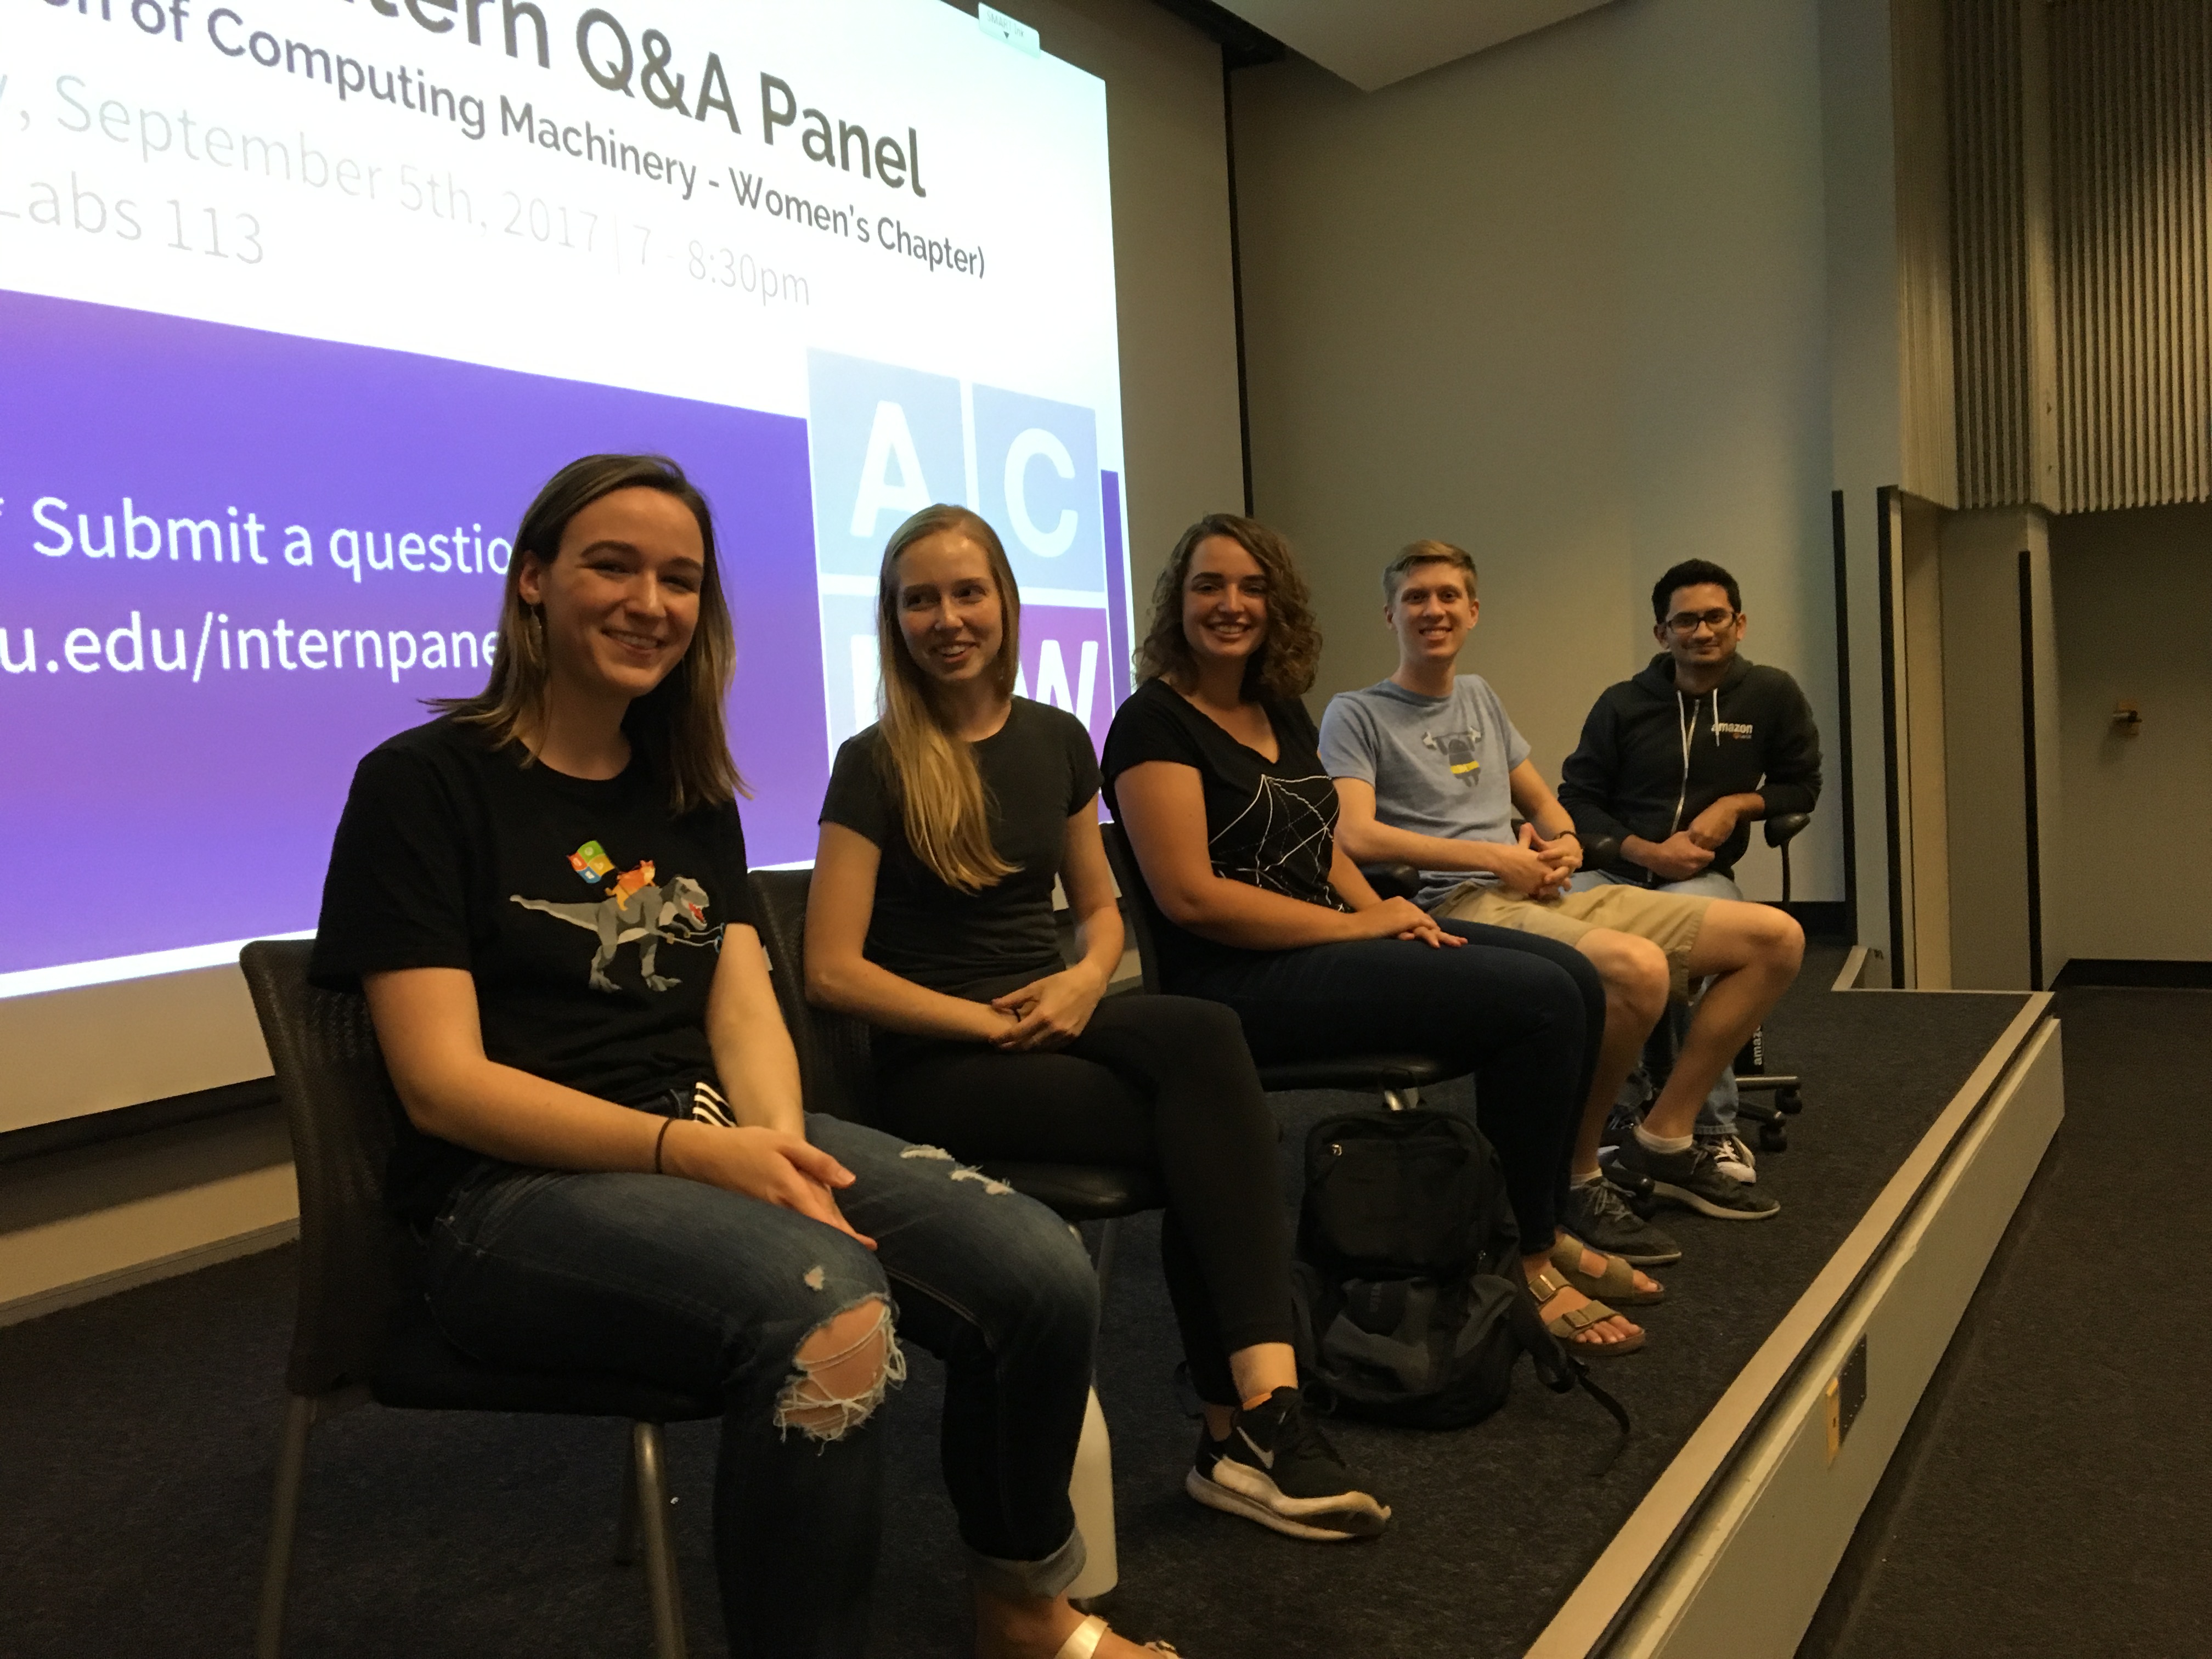 Q&A Panel
of Computing Machinery - Women's Chapter)
, September 5th, 2017 | 7 - 8:30pm
Labs 113
A C
W
Submit a questio
u.edu/internpane
amazon